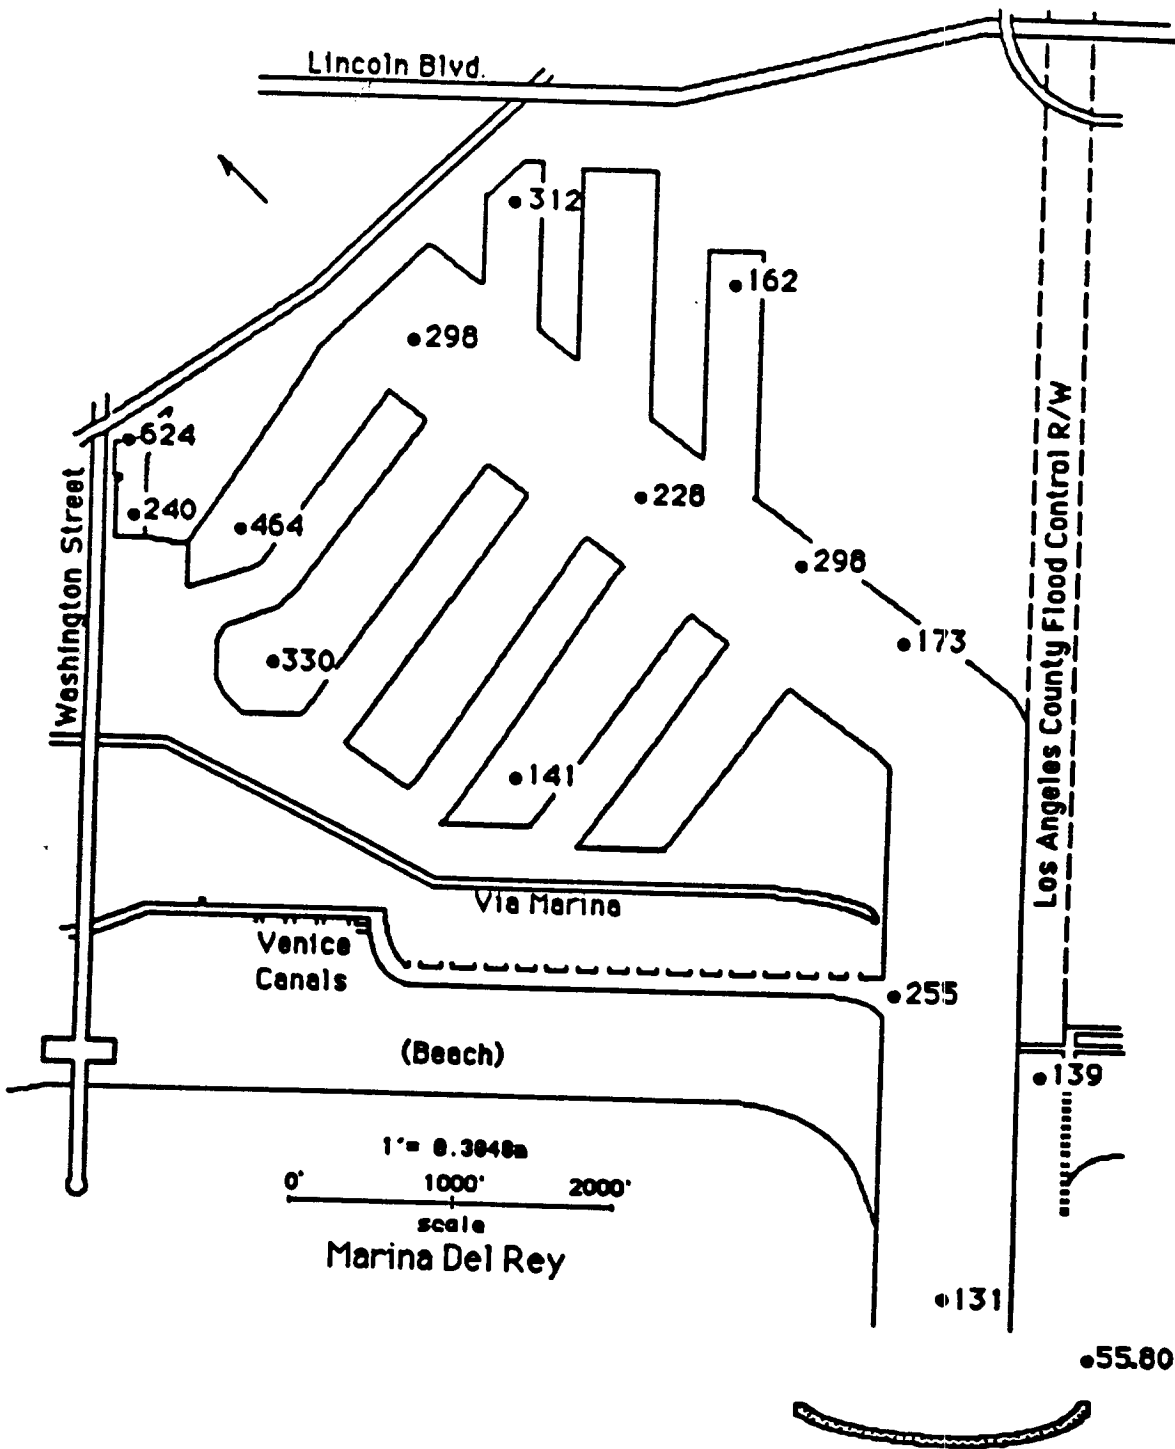 Lincoln Blvd.
312
162
298
624
240
464
228
298
173
330
141
Washington Street
Los Angeles County Flood Control R/W
Via Marina
Venice
Canals
255
(Beach)
139
1'= 0.3048m
0' 1000' 2000'
scale
Marina Del Rey
131
55.80